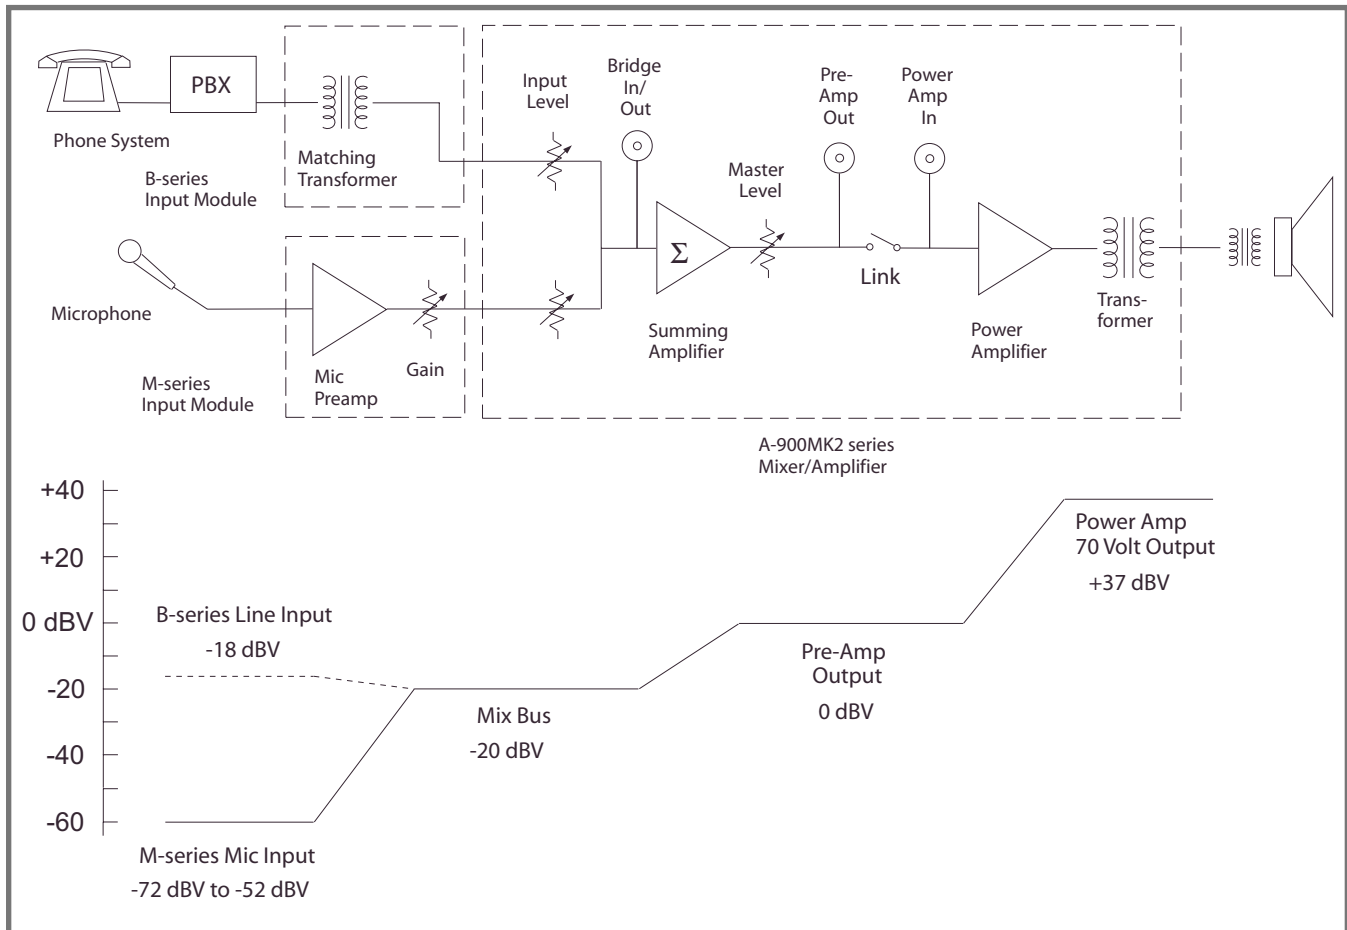 PBX
Phone System
B-series
Input Module
Matching
Transformer
Input
Level
Bridge
In/
Out
Pre-
Amp
Out
Power
Amp
In
Master
Level
Σ
Link
Summing
Amplifier
Power
Amplifier
Trans-
former
Microphone
M-series
Input Module
Mic
Preamp
Gain
A-900MK2 series
Mixer/Amplifier
+40
+20
0 dBV
-20
-40
-60
B-series Line Input
-18 dBV
M-series Mic Input
-72 dBV to -52 dBV
Mix Bus
-20 dBV
Pre-Amp
Output
0 dBV
Power Amp
70 Volt Output
+37 dBV